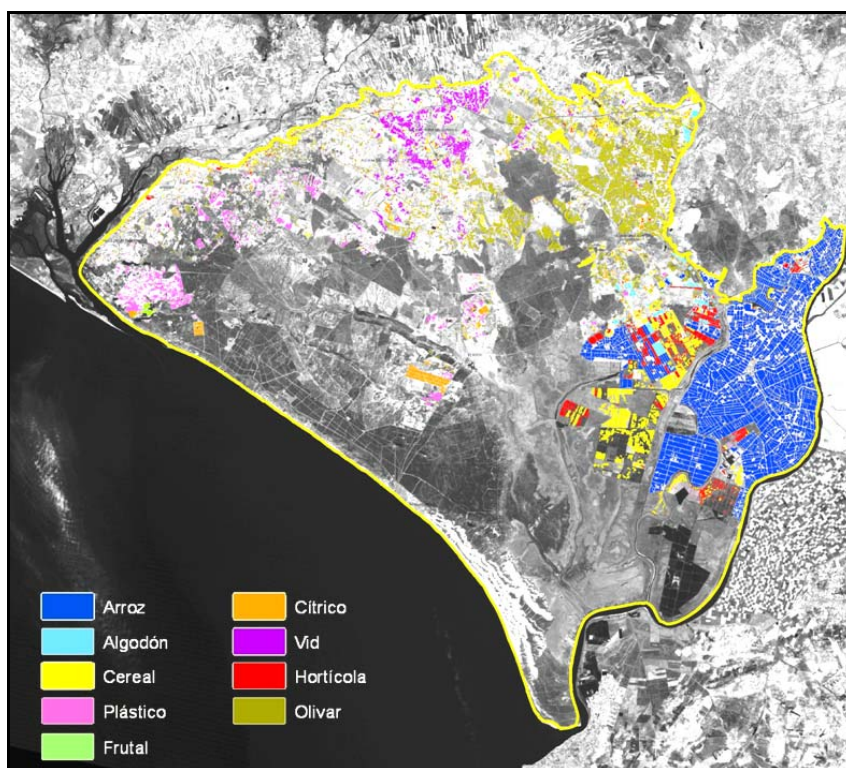 Arroz
Algodón
Cereal
Plástico
Frutal
Cítrico
Vid
Hortícola
Olivar